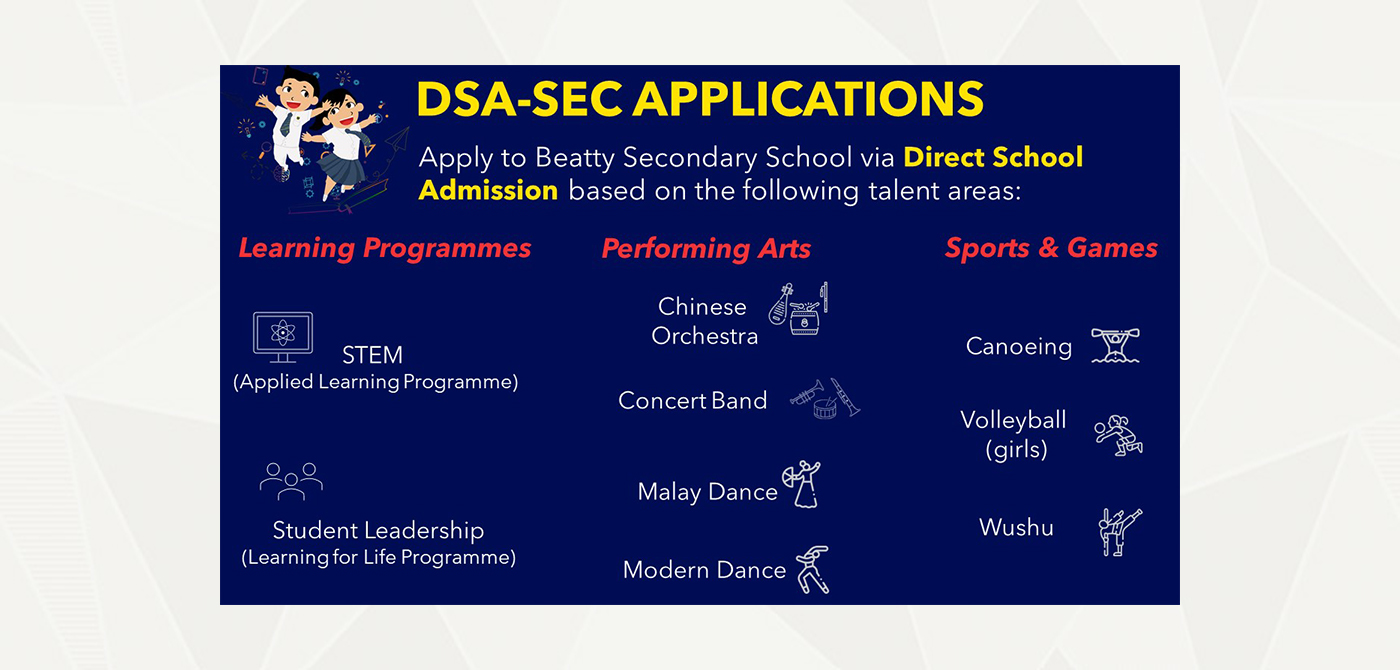 DSA-SEC APPLICATIONS
Apply to Beatty Secondary School via Direct School
Admission based on the following talent areas:
Learning Programmes
STEM
(Applied Learning Programme)
Student Leadership
(Learning for Life Programme)
Performing Arts
Chinese
Orchestra
Concert Band
Malay Dance
Modern Dance
Sports & Games
Canoeing
Volleyball
(girls)
Wushu